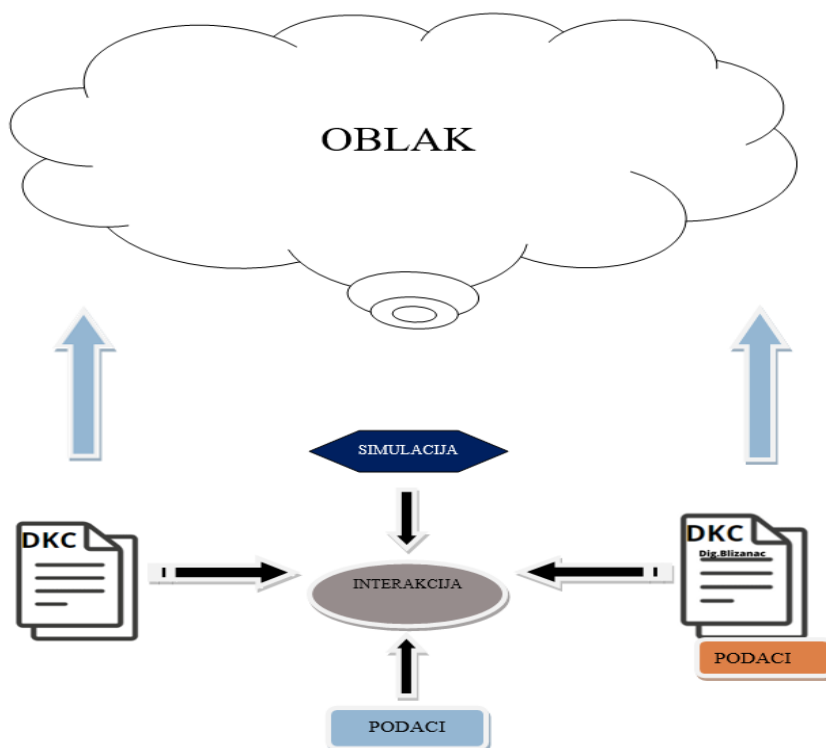 OBLAK
SIMULACIJA
DKC
DKC
Dig.Blizanac
INTERAKCIJA
PODACI
PODACI